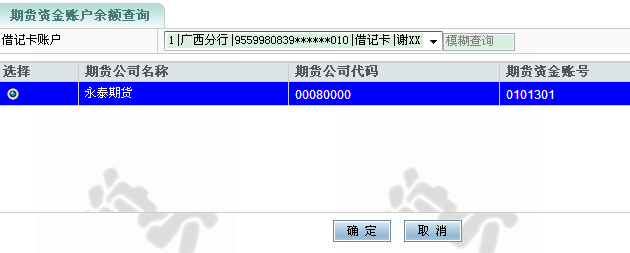 期货资金账户余额查询
借记卡账户 1|广西分行|9559980839******010|借记卡|谢XX 模糊查询
选择 期货公司名称 期货公司代码 期货资金账号
永泰期货 00080000 0101301
确 定 取 消